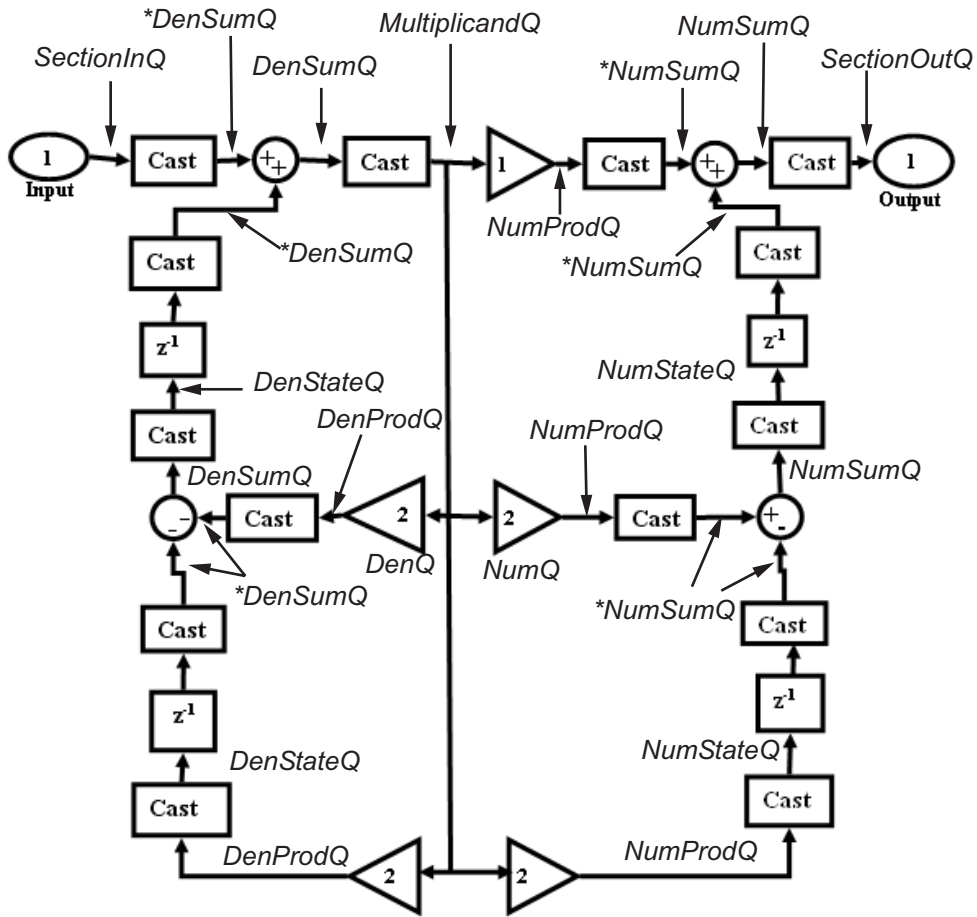 *DenSumQ
MultiplicandQ
NumSumQ
SectionInQ
DenSumQ
*NumSumQ
SectionOutQ
1
Input
Cast
++
Cast
1
Cast
++
Cast
1
Output
NumProdQ
*DenSumQ
*NumSumQ
Cast
Cast
z-1
z-1
DenStateQ
NumStateQ
Cast
DenProdQ
NumProdQ
Cast
DenSumQ
NumSumQ
--
Cast
2
2
Cast
+-
DenQ
NumQ
*DenSumQ
*NumSumQ
Cast
Cast
z-1
z-1
DenStateQ
NumStateQ
Cast
Cast
DenProdQ
2
2
NumProdQ